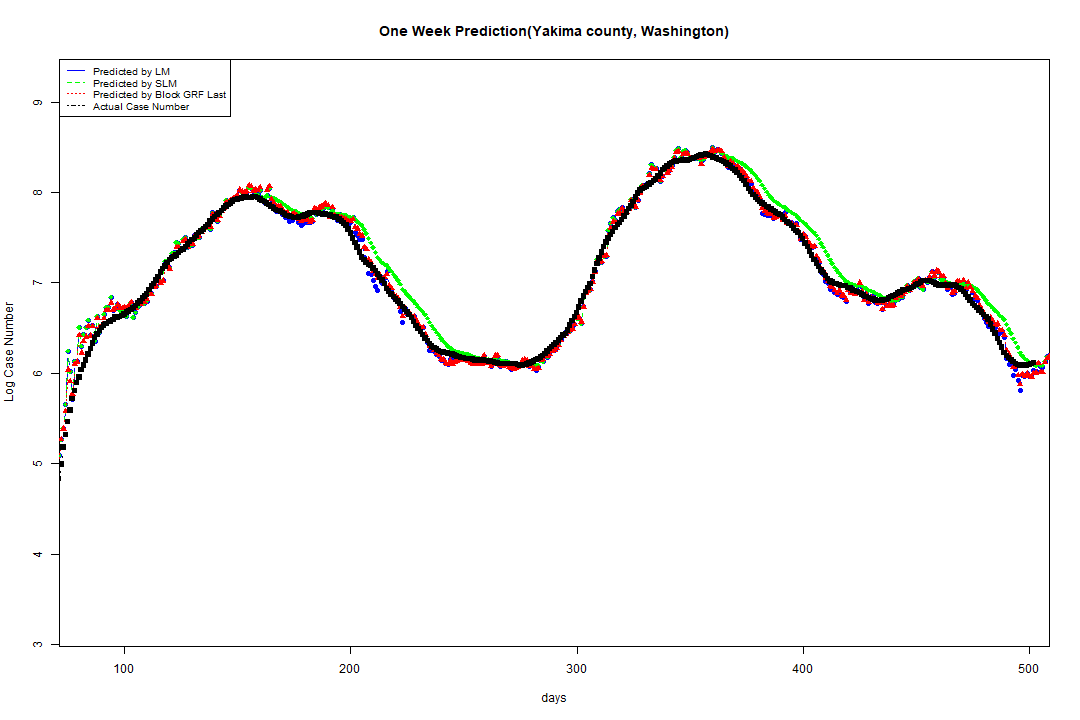 One Week Prediction(Yakima county, Washington)
Predicted by LM
Predicted by SLM
Predicted by Block GRF Last
Actual Case Number
9
8
7
6
5
4
3
Log Case Number
100 200 300 400 500
days